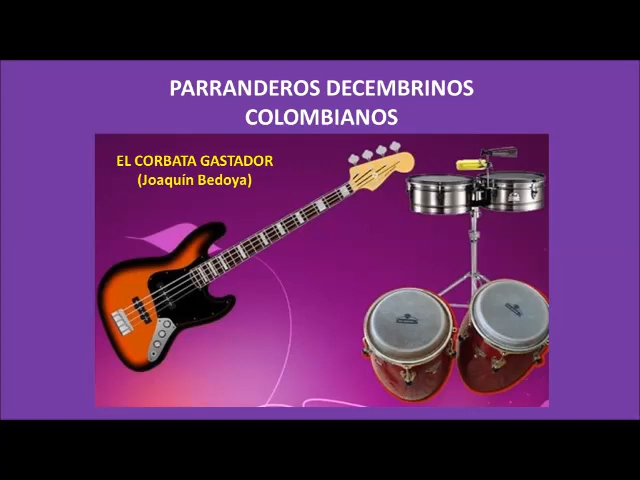 PARRANDEROS DECEMBRINOS
COLOMBIANOS
EL CORBATA GASTADOR
(Joaquín Bedoya)